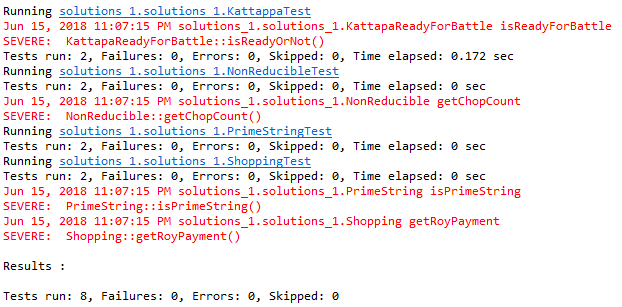 Running solutions_1.solutions_1.KattappaTest
Jun 15, 2018 11:07:15 PM solutions_1.solutions_1.KattapaReadyForBattle isReadyForBattle
SEVERE:  KattapaReadyForBattle::isReadyOrNot()
Tests run: 2, Failures: 0, Errors: 0, Skipped: 0, Time elapsed: 0.172 sec
Running solutions_1.solutions_1.NonReducibleTest
Tests run: 2, Failures: 0, Errors: 0, Skipped: 0, Time elapsed: 0 sec
Jun 15, 2018 11:07:15 PM solutions_1.solutions_1.NonReducible getChopCount
SEVERE:  NonReducible::getChopCount()
Running solutions_1.solutions_1.PrimeStringTest
Tests run: 2, Failures: 0, Errors: 0, Skipped: 0, Time elapsed: 0 sec
Running solutions_1.solutions_1.ShoppingTest
Tests run: 2, Failures: 0, Errors: 0, Skipped: 0, Time elapsed: 0 sec
Jun 15, 2018 11:07:15 PM solutions_1.solutions_1.PrimeString isPrimeString
SEVERE:  PrimeString::isPrimeString()
Jun 15, 2018 11:07:15 PM solutions_1.solutions_1.Shopping getRoyPayment
SEVERE:  Shopping::getRoyPayment()
Results :
Tests run: 8, Failures: 0, Errors: 0, Skipped: 0